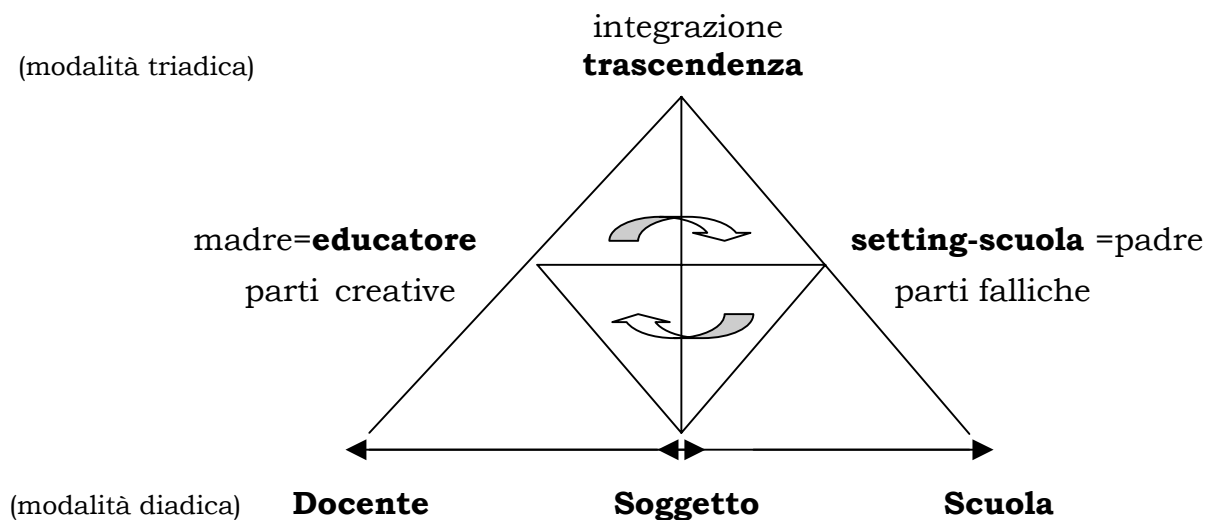 integrazione
(modalità triadica) trascendenza
madre=educatore setting-scuola =padre
parti creative parti falliche
(modalità diadica) Docente Soggetto Scuola